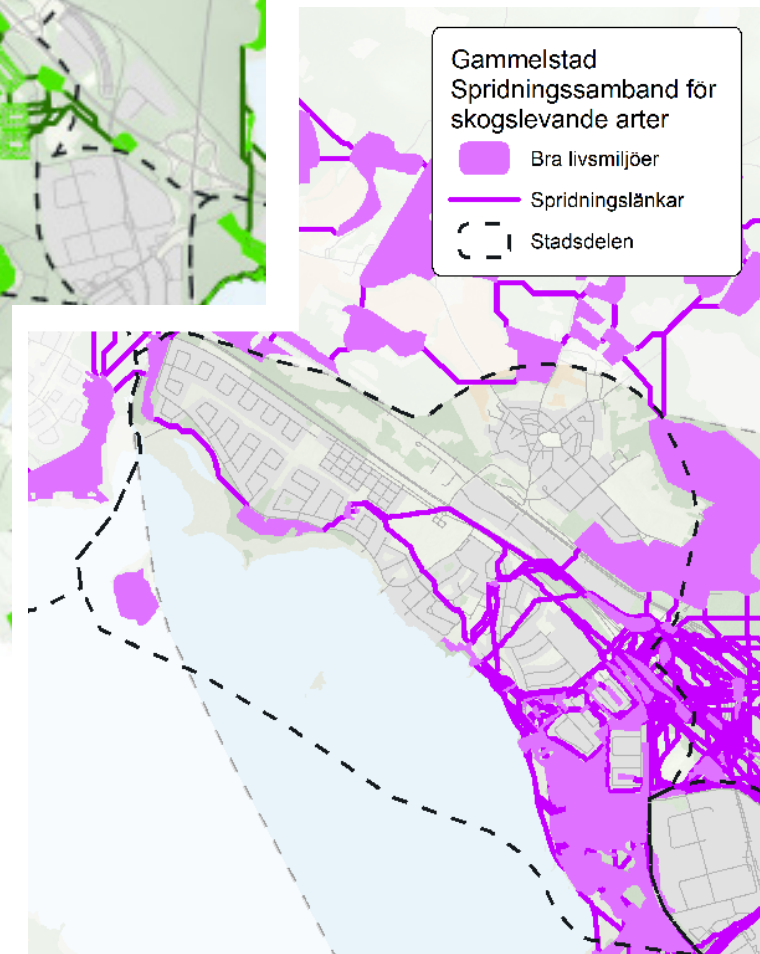 Gammelstad
Spridningssamband för
skogslevande arter
Bra livsmiljöer
Spridningslänkar
Stadsdelen